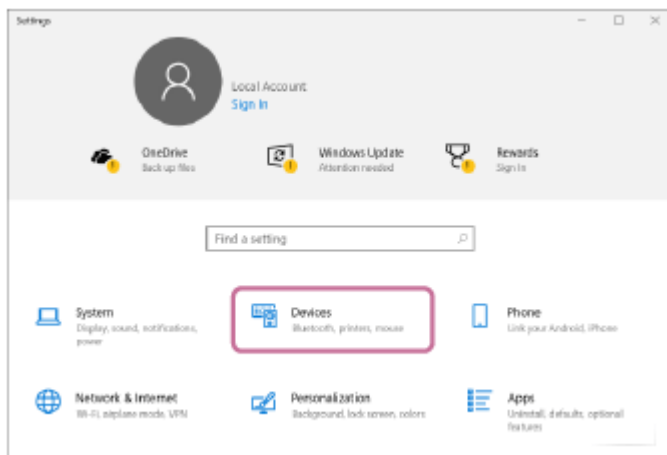 Settings
Local Account
Sign In
OneDrive
Back up files
Windows Update
Attention needed
Rewards
Sign In
Find a setting
System
Display, sound, notifications,
power
Devices
Bluetooth, printers, mouse
Phone
Link your Android, iPhone
Network & Internet
Wi-Fi, airplane mode, VPN
Personalization
Background, lock screen, colors
Apps
Uninstall, defaults, optional
features